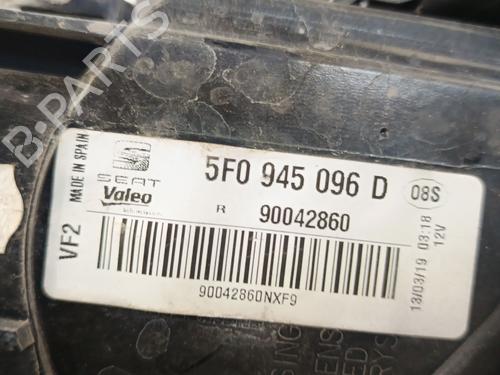 MADE IN SPAIN
SEAT
Valeo
VF2
5F0 945 096 D
08S
R 90042860
90042860NXF9
13/03/19 03:18
12V
B-Parts